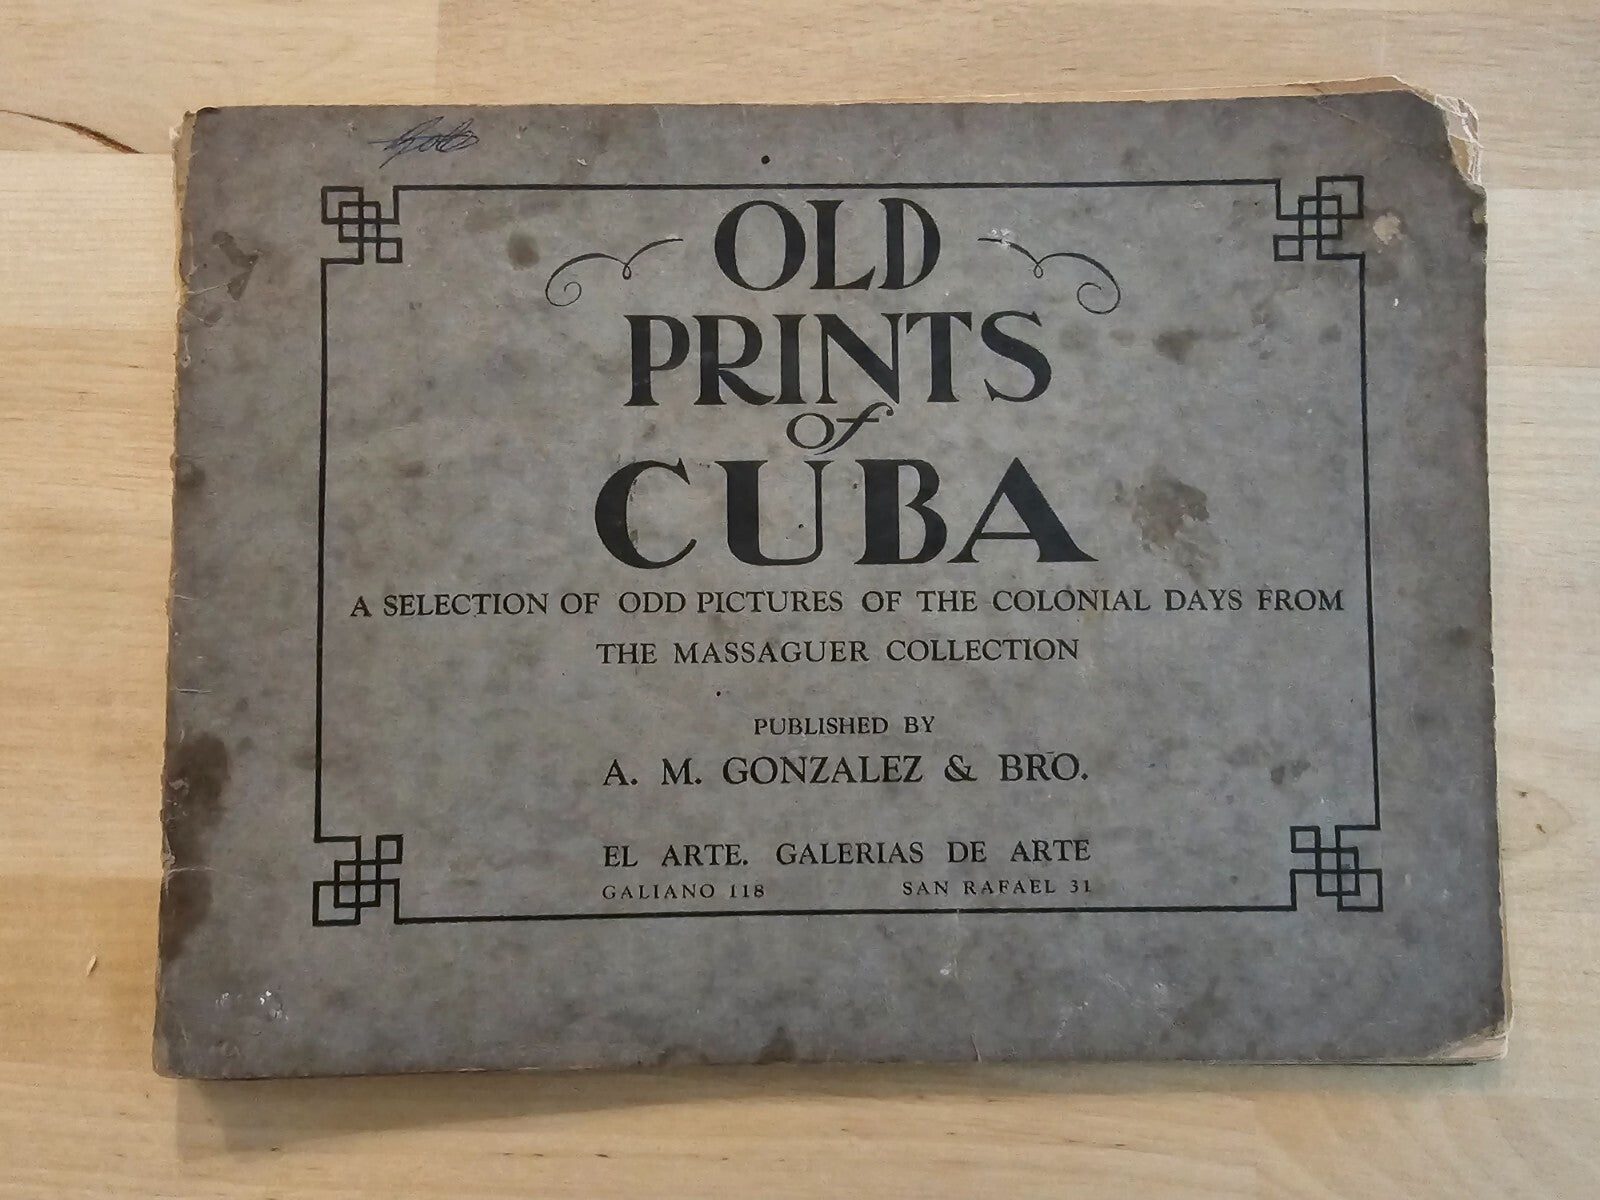 OLD
PRINTS
of
CUBA
A SELECTION OF ODD PICTURES OF THE COLONIAL DAYS FROM
THE MASSAGUER COLLECTION
PUBLISHED BY
A. M. GONZALEZ & BRO.
EL ARTE. GALERIAS DE ARTE
GALIANO 118 SAN RAFAEL 31